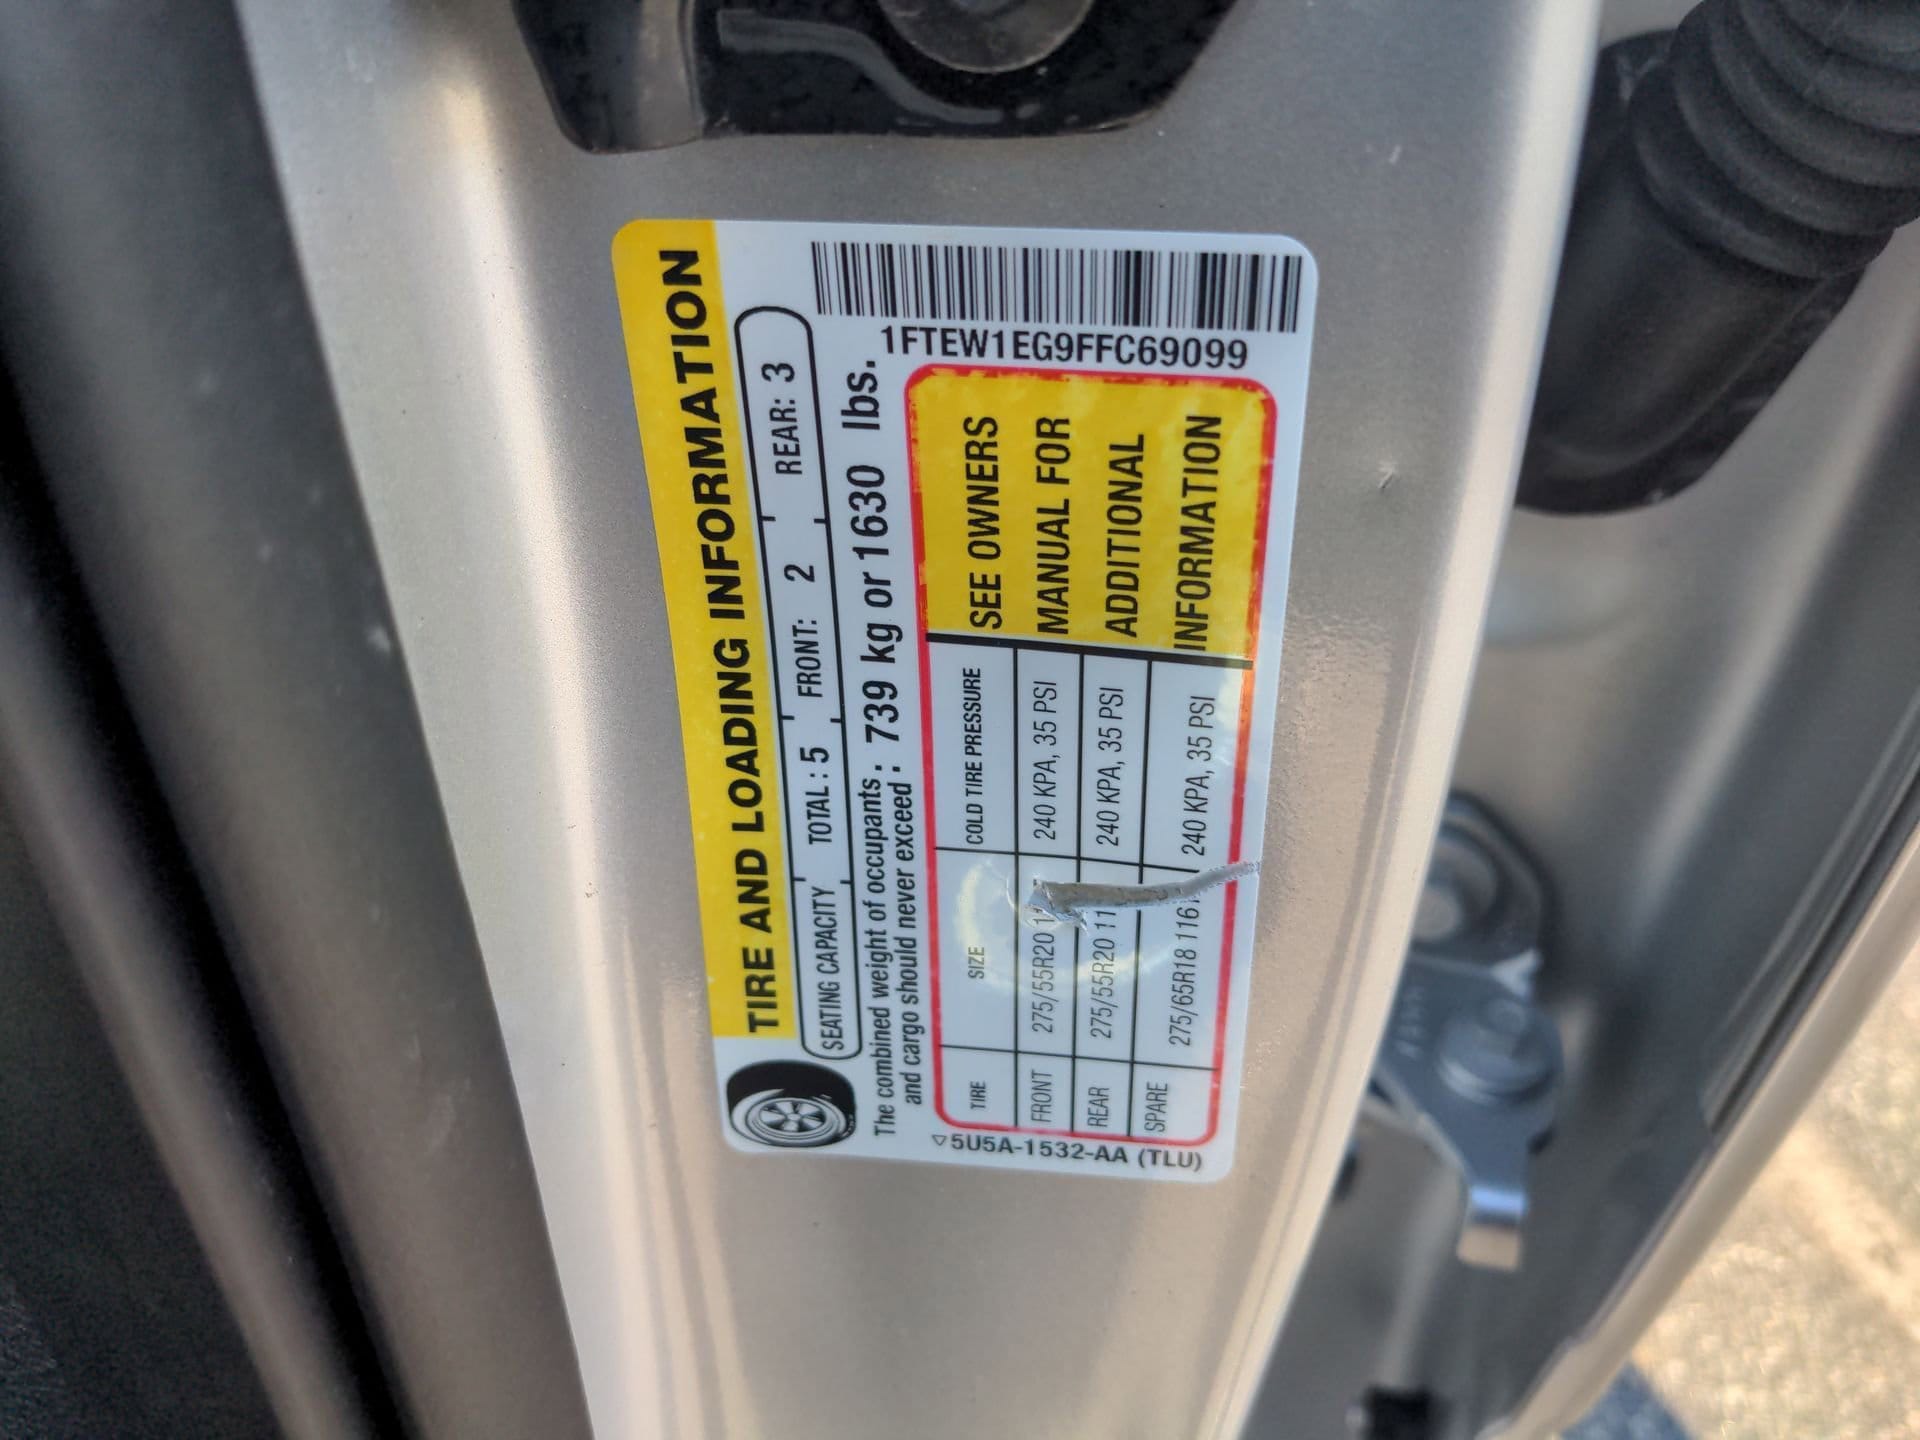 TIRE AND LOADING INFORMATION
SEATING CAPACITY TOTAL : 5 FRONT: 2 REAR: 3
The combined weight of occupants and cargo should never exceed : 739 kg or 1630 lbs.
1FTEW1EG9FFC69099
TIRE SIZE COLD TIRE PRESSURE
FRONT 275/55R20 240 KPA, 35 PSI
REAR 275/55R20 240 KPA, 35 PSI
SPARE 275/65R18 116 240 KPA, 35 PSI
SEE OWNERS
MANUAL FOR
ADDITIONAL
INFORMATION
▽5U5A-1532-AA (TLU)